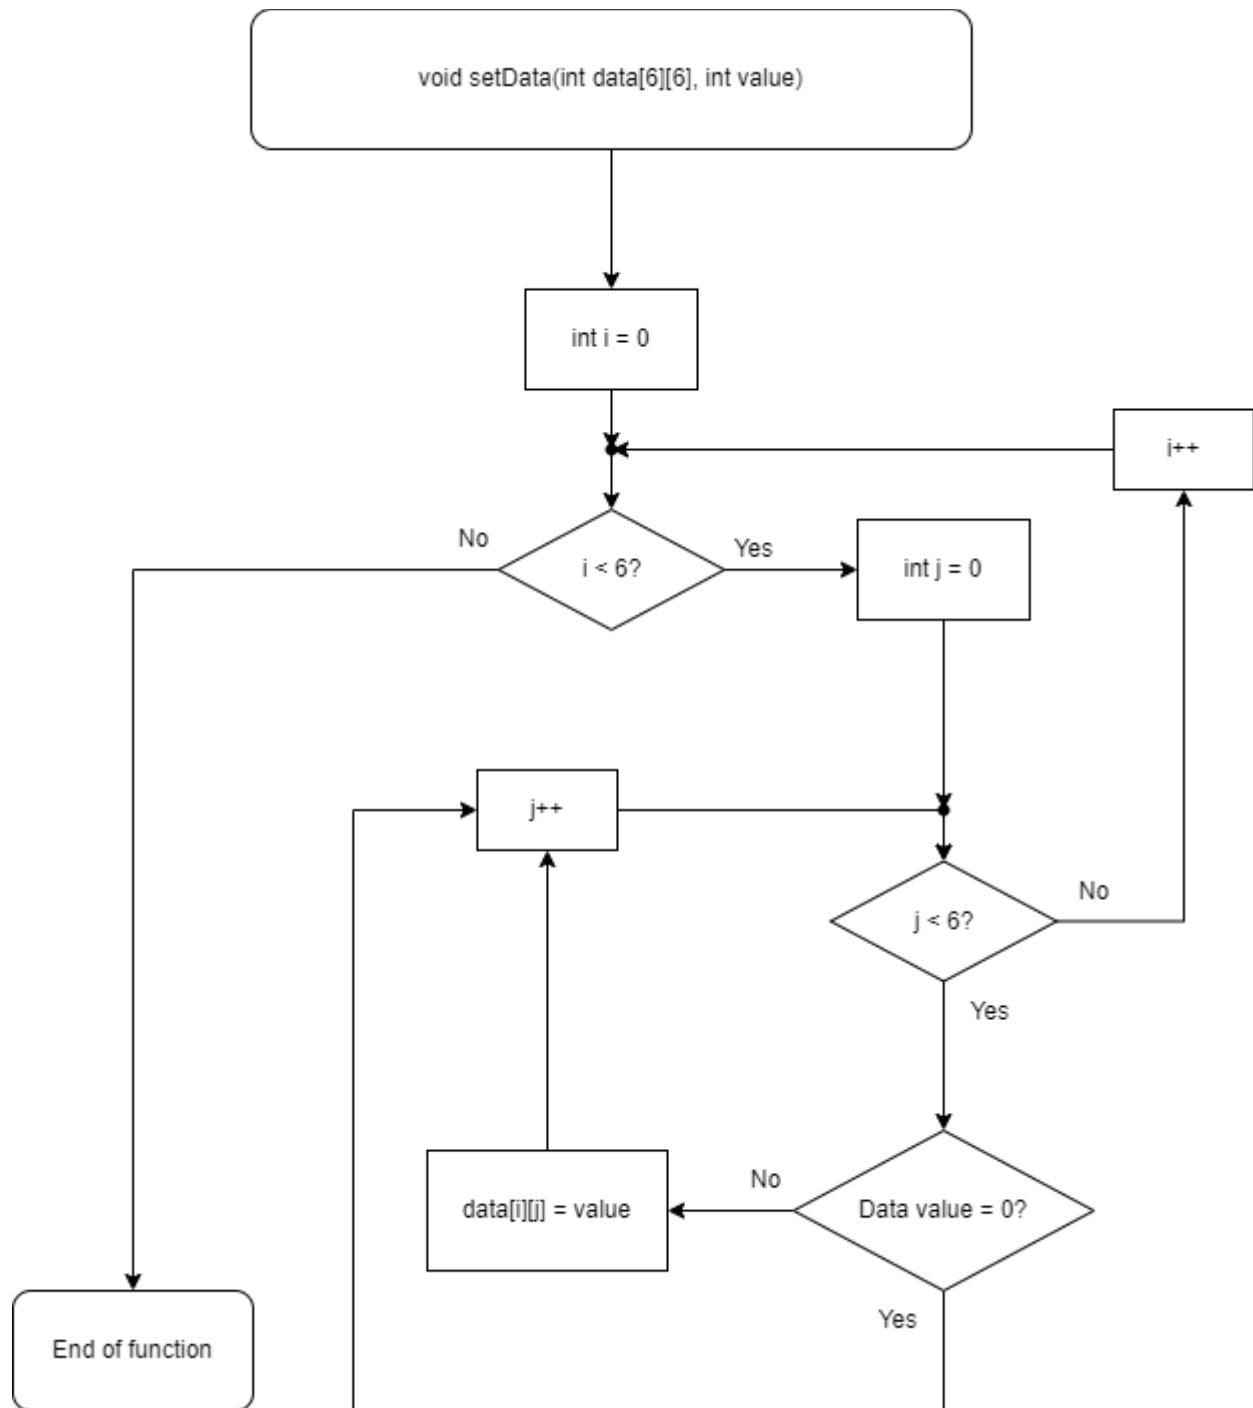 void setData(int data[6][6], int value)
int i = 0
i++
No
i < 6?
Yes
int j = 0
j++
j < 6?
No
Yes
data[i][j] = value
No
Data value = 0?
Yes
End of function